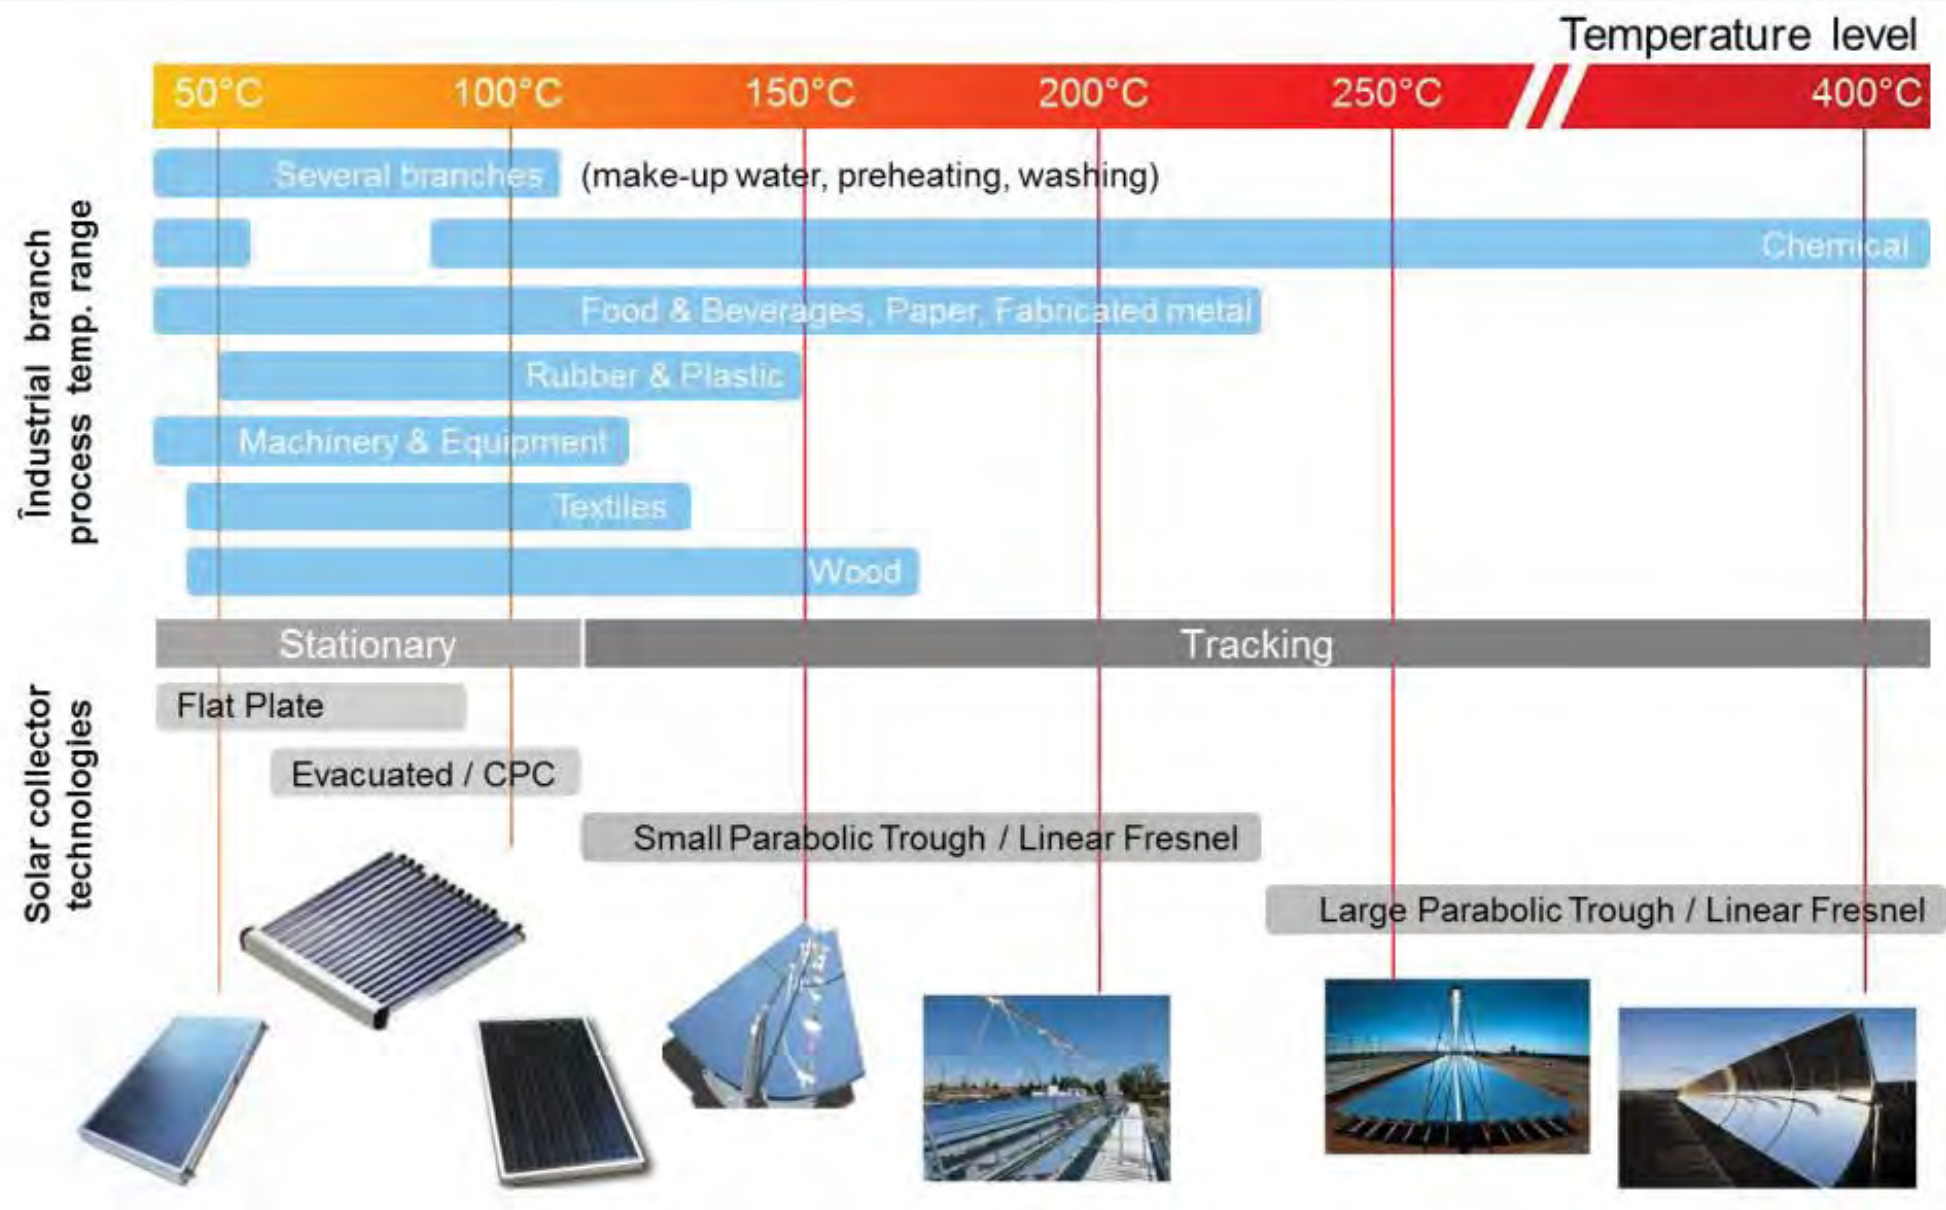 Temperature level
50°C 100°C 150°C 200°C 250°C 400°C
Several branches (make-up water, preheating, washing)
Chemical
Food & Beverages, Paper, Fabricated metal
Rubber & Plastic
Machinery & Equipment
Textiles
Wood
Îndustrial branch
process temp. range
Stationary Tracking
Flat Plate
Evacuated / CPC
Small Parabolic Trough / Linear Fresnel
Large Parabolic Trough / Linear Fresnel
Solar collector
technologies